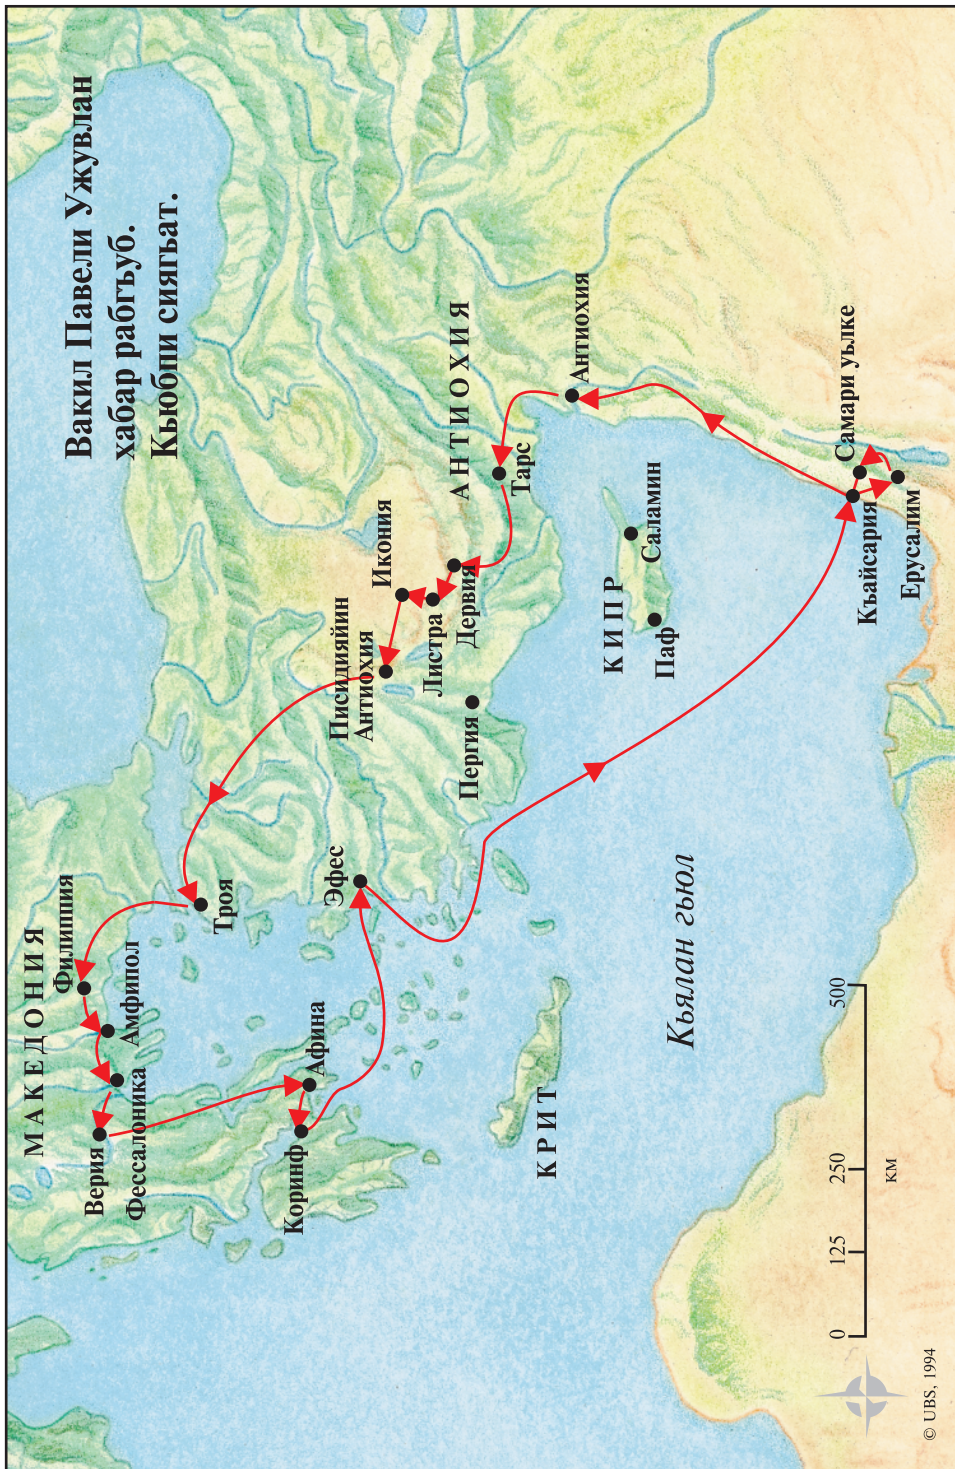 Вакил Павели Ужувлан
хабар рабгъуб.
Кьюбни сиягьат.
МАКЕДОНИЯ
Филиппия
Амфипол
Верия
Фессалоника
Троя
Афина
Коринф
Эфес
Писидияйин
Антиохия
Икония
Листра
Дервия
Пергия
АНТИОХИЯ
Тарс
Антиохия
КИПР
Саламин
Паф
КРИТ
Кьялан гьюл
Самари уьлке
Къайсария
Ерусалим
0 125 250 500
км
© UBS, 1994